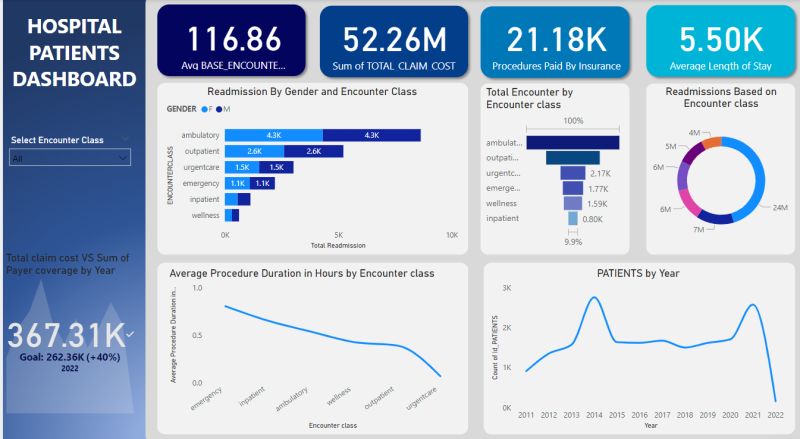 HOSPITAL
PATIENTS
DASHBOARD
Select Encounter Class
All
Total claim cost VS Sum of
Payer coverage by Year
367.31K
Goal: 262.36K (+40%)
2022
116.86
Avg BASE_ENCOUNTE...
52.26M
Sum of TOTAL CLAIM COST
21.18K
Procedures Paid By Insurance
5.50K
Average Length of Stay
Readmission By Gender and Encounter Class
GENDER F M
ENCOUNTERCLASS
ambulatory 4.3K 4.3K
outpatient 2.6K 2.6K
urgentcare 1.5K 1.5K
emergency 1.1K 1.1K
inpatient
wellness
0K 5K 10K
Total Readmission
Total Encounter by
Encounter class
100%
ambulat...
outpati...
urgentc... 2.17K
emerge... 1.77K
wellness 1.59K
inpatient 0.80K
9.9%
Readmissions Based on
Encounter class
4M
5M
6M
6M
7M
24M
Average Procedure Duration in Hours by Encounter class
Average Procedure Duration in...
1.0
0.5
0.0
emergency inpatient ambulatory wellness outpatient urgentcare
Encounter class
PATIENTS by Year
Count of id_PATIENTS
3K
2K
1K
0K
2011 2012 2013 2014 2015 2016 2017 2018 2019 2020 2021 2022
Year